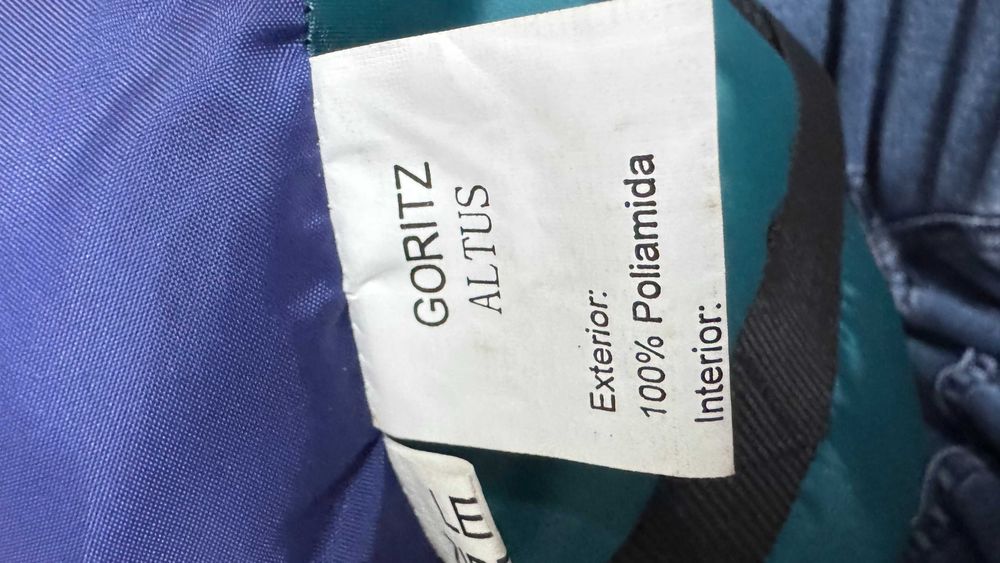 GORITZ
ALTUS
Exterior:
100% Poliamida
Interior: